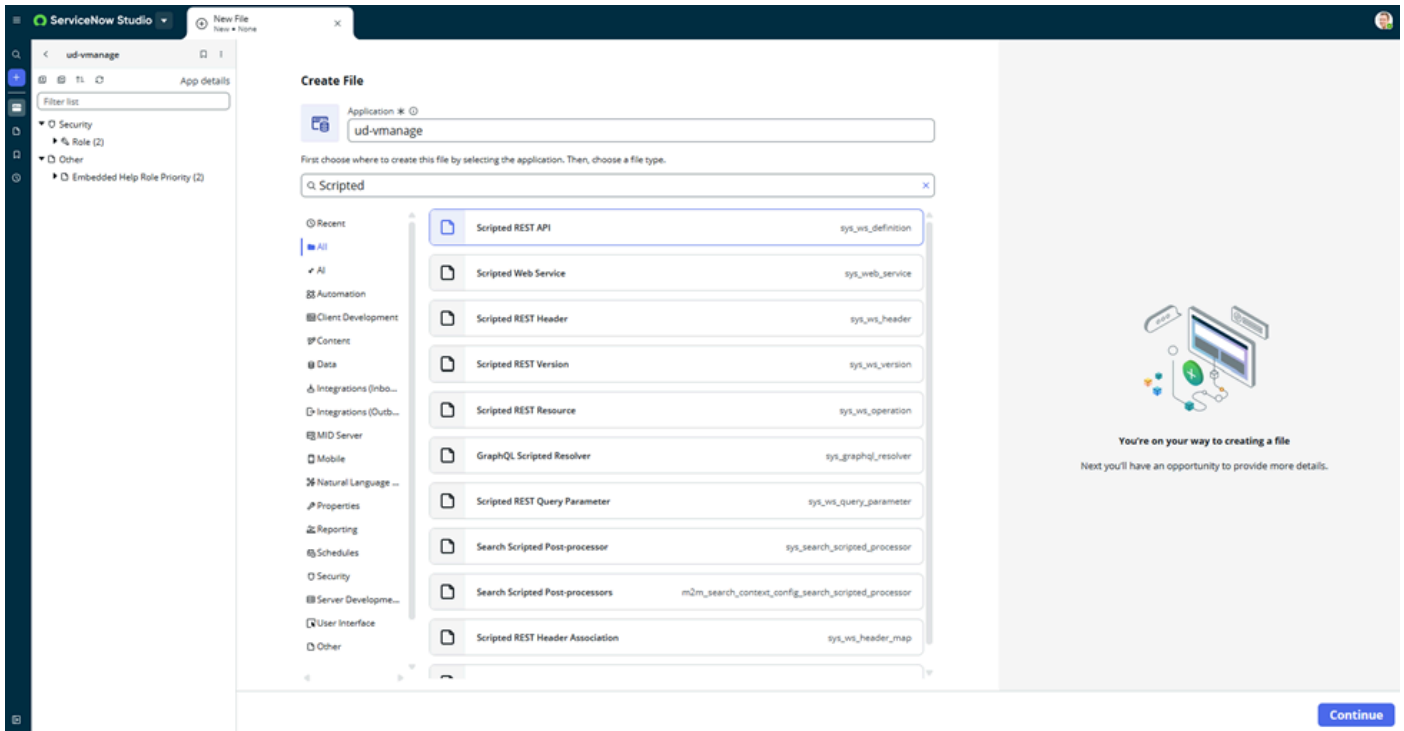 ServiceNow Studio
New File
New • None
ud-vmanage
App details
Filter list
Security
Role (2)
Other
Embedded Help Role Priority (2)
Create File
Application
ud-vmanage
First choose where to create this file by selecting the application. Then, choose a file type.
Scripted
Recent
All
AI
Automation
Client Development
Content
Data
Integrations (Inbo...
Integrations (Outb...
MID Server
Mobile
Natural Language ...
Properties
Reporting
Schedules
Security
Server Developme...
User Interface
Other
Scripted REST API sys_ws_definition
Scripted Web Service sys_web_service
Scripted REST Header sys_ws_header
Scripted REST Version sys_ws_version
Scripted REST Resource sys_ws_operation
GraphQL Scripted Resolver sys_graphql_resolver
Scripted REST Query Parameter sys_ws_query_parameter
Search Scripted Post-processor sys_search_scripted_processor
Search Scripted Post-processors m2m_search_context_config_search_scripted_processor
Scripted REST Header Association sys_ws_header_map
You're on your way to creating a file
Next you'll have an opportunity to provide more details.
Continue